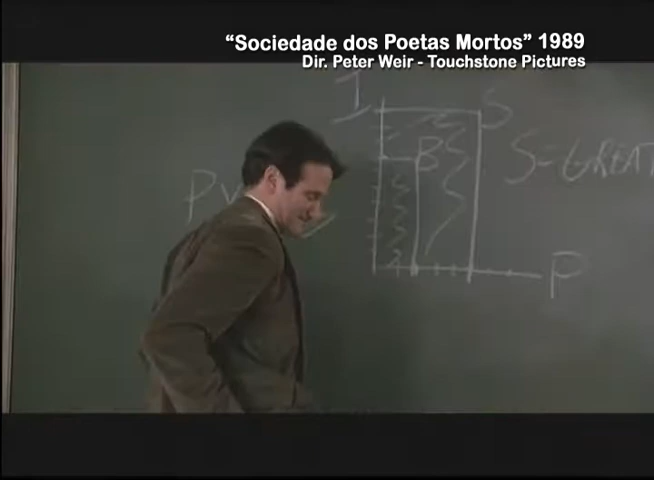 “Sociedade dos Poetas Mortos” 1989
Dir. Peter Weir - Touchstone Pictures
I
S
B
S=GREAT
P